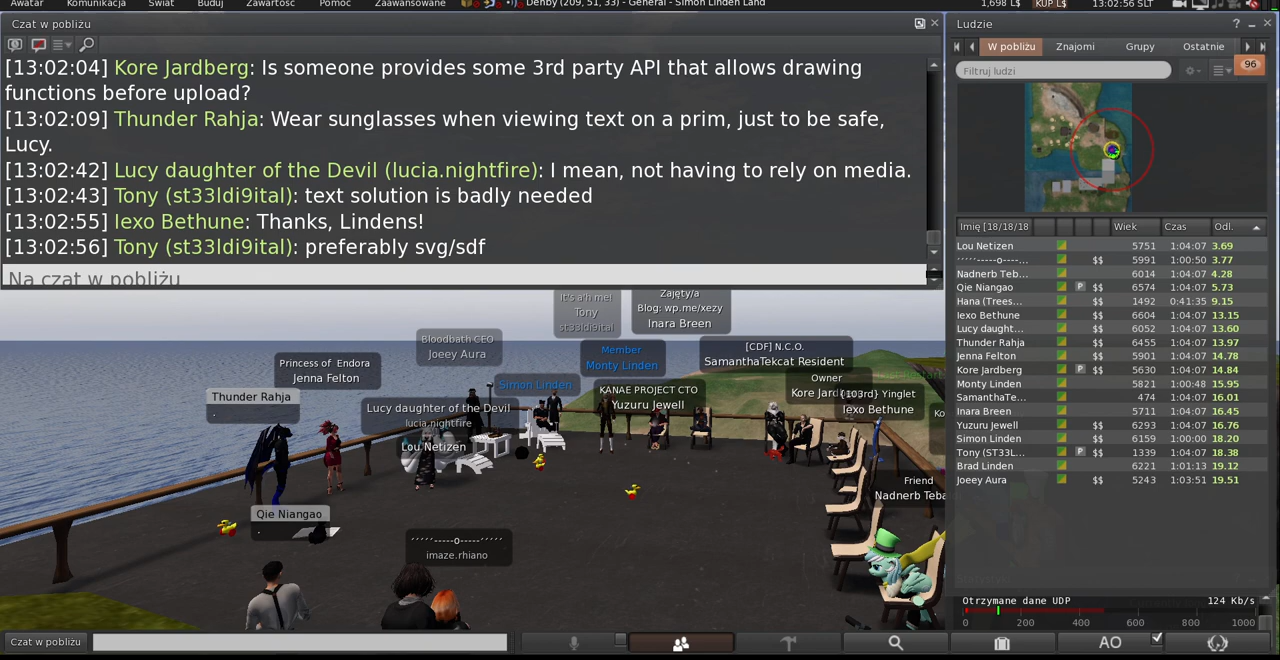 Awatar Komunikacja Świat Buduj Zawartość Pomoc Zaawansowane Denby (209, 51, 33) - General - Simon Linden Land 1,698 L$ KUP L$ 13:02:56 SLT
Czat w pobliżu
[13:02:04] Kore Jardberg: Is someone provides some 3rd party API that allows drawing
functions before upload?
[13:02:09] Thunder Rahja: Wear sunglasses when viewing text on a prim, just to be safe,
Lucy.
[13:02:42] Lucy daughter of the Devil (lucia.nightfire): I mean, not having to rely on media.
[13:02:43] Tony (st33ldi9ital): text solution is badly needed
[13:02:55] Iexo Bethune: Thanks, Lindens!
[13:02:56] Tony (st33ldi9ital): preferably svg/sdf
Na czat w pobliżu
It's a'h me!
Tony
st33ldi9ital
Zajęty/a
Blog: wp.me/xezy
Inara Breen
Bloodbath CEO
Joeey Aura
Member
Monty Linden
[CDF] N.C.O.
SamanthaTekcat Resident
Princess of Endora
Jenna Felton
Simon Linden
KANAE PROJECT CTO
Yuzuru Jewell
Owner
Kore Jard
{103rd} Yinglet
Iexo Bethune
Ko
Thunder Rahja
.
Lucy daughter of the Devil
lucia.nightfire
Lou Netizen
Friend
Nadnerb Teba
Qie Niangao
.
´´´´´-----o-----´´´´´
imaze.rhiano
Czat w pobliżu
Ludzie
W pobliżu Znajomi Grupy Ostatnie
Filtruj ludzi
96
Imię [18/18/18 Wiek Czas Odl.
Lou Netizen 5751 1:04:07 3.69
´´´´´-----o----... $$ 5991 1:00:50 3.77
Nadnerb Teb... 6014 1:04:07 4.28
Qie Niangao P $$ 6574 1:04:07 5.73
Hana (Trees... $$ 1492 0:41:35 9.15
Iexo Bethune $$ 6604 1:04:07 13.15
Lucy daught... $$ 6052 1:04:07 13.60
Thunder Rahja $$ 6455 1:04:07 13.97
Jenna Felton $$ 5901 1:04:07 14.78
Kore Jardberg P $$ 5630 1:04:07 14.84
Monty Linden 5821 1:00:48 15.95
SamanthaTe... 474 1:04:07 16.01
Inara Breen 5711 1:04:07 16.45
Yuzuru Jewell $$ 6293 1:04:07 16.76
Simon Linden $$ 6159 1:00:00 18.20
Tony (ST33L... P $$ 1339 1:04:07 18.38
Brad Linden 6221 1:01:13 19.12
Joeey Aura $$ 5243 1:03:51 19.51
Otrzymane dane UDP 124 Kb/s
0 200 400 600 800 1000
AO